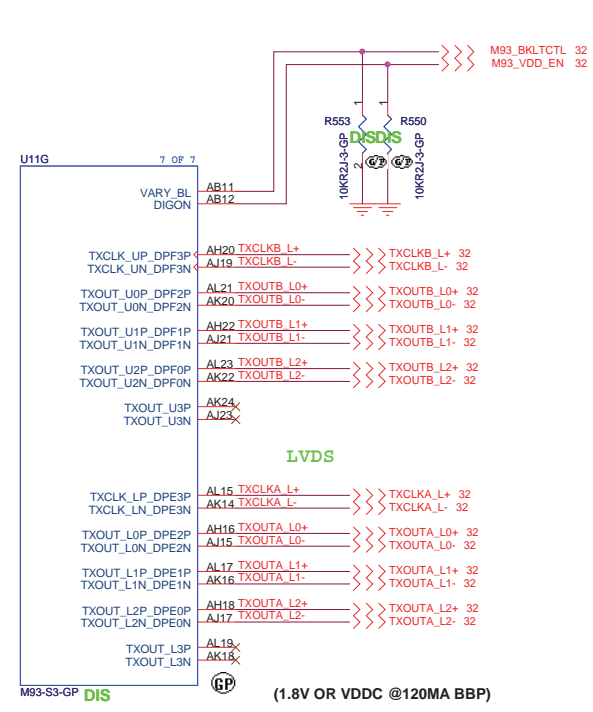 M93_BKLTCTL 32
M93_VDD_EN 32
1 1
R553 R550
DIS DIS
10KR2J-3-GP 10KR2J-3-GP
2 GP GP
U11G 7 OF 7
VARY_BL AB11
DIGON AB12
TXCLK_UP_DPF3P AH20 TXCLKB_L+ TXCLKB_L+ 32
TXCLK_UN_DPF3N AJ19 TXCLKB_L- TXCLKB_L- 32
TXOUT_U0P_DPF2P AL21 TXOUTB_L0+ TXOUTB_L0+ 32
TXOUT_U0N_DPF2N AK20 TXOUTB_L0- TXOUTB_L0- 32
TXOUT_U1P_DPF1P AH22 TXOUTB_L1+ TXOUTB_L1+ 32
TXOUT_U1N_DPF1N AJ21 TXOUTB_L1- TXOUTB_L1- 32
TXOUT_U2P_DPF0P AL23 TXOUTB_L2+ TXOUTB_L2+ 32
TXOUT_U2N_DPF0N AK22 TXOUTB_L2- TXOUTB_L2- 32
TXOUT_U3P AK24
TXOUT_U3N AJ23
LVDS
TXCLK_LP_DPE3P AL15 TXCLKA_L+ TXCLKA_L+ 32
TXCLK_LN_DPE3N AK14 TXCLKA_L- TXCLKA_L- 32
TXOUT_L0P_DPE2P AH16 TXOUTA_L0+ TXOUTA_L0+ 32
TXOUT_L0N_DPE2N AJ15 TXOUTA_L0- TXOUTA_L0- 32
TXOUT_L1P_DPE1P AL17 TXOUTA_L1+ TXOUTA_L1+ 32
TXOUT_L1N_DPE1N AK16 TXOUTA_L1- TXOUTA_L1- 32
TXOUT_L2P_DPE0P AH18 TXOUTA_L2+ TXOUTA_L2+ 32
TXOUT_L2N_DPE0N AJ17 TXOUTA_L2- TXOUTA_L2- 32
TXOUT_L3P AL19
TXOUT_L3N AK18
M93-S3-GP DIS GP (1.8V OR VDDC @120MA BBP)